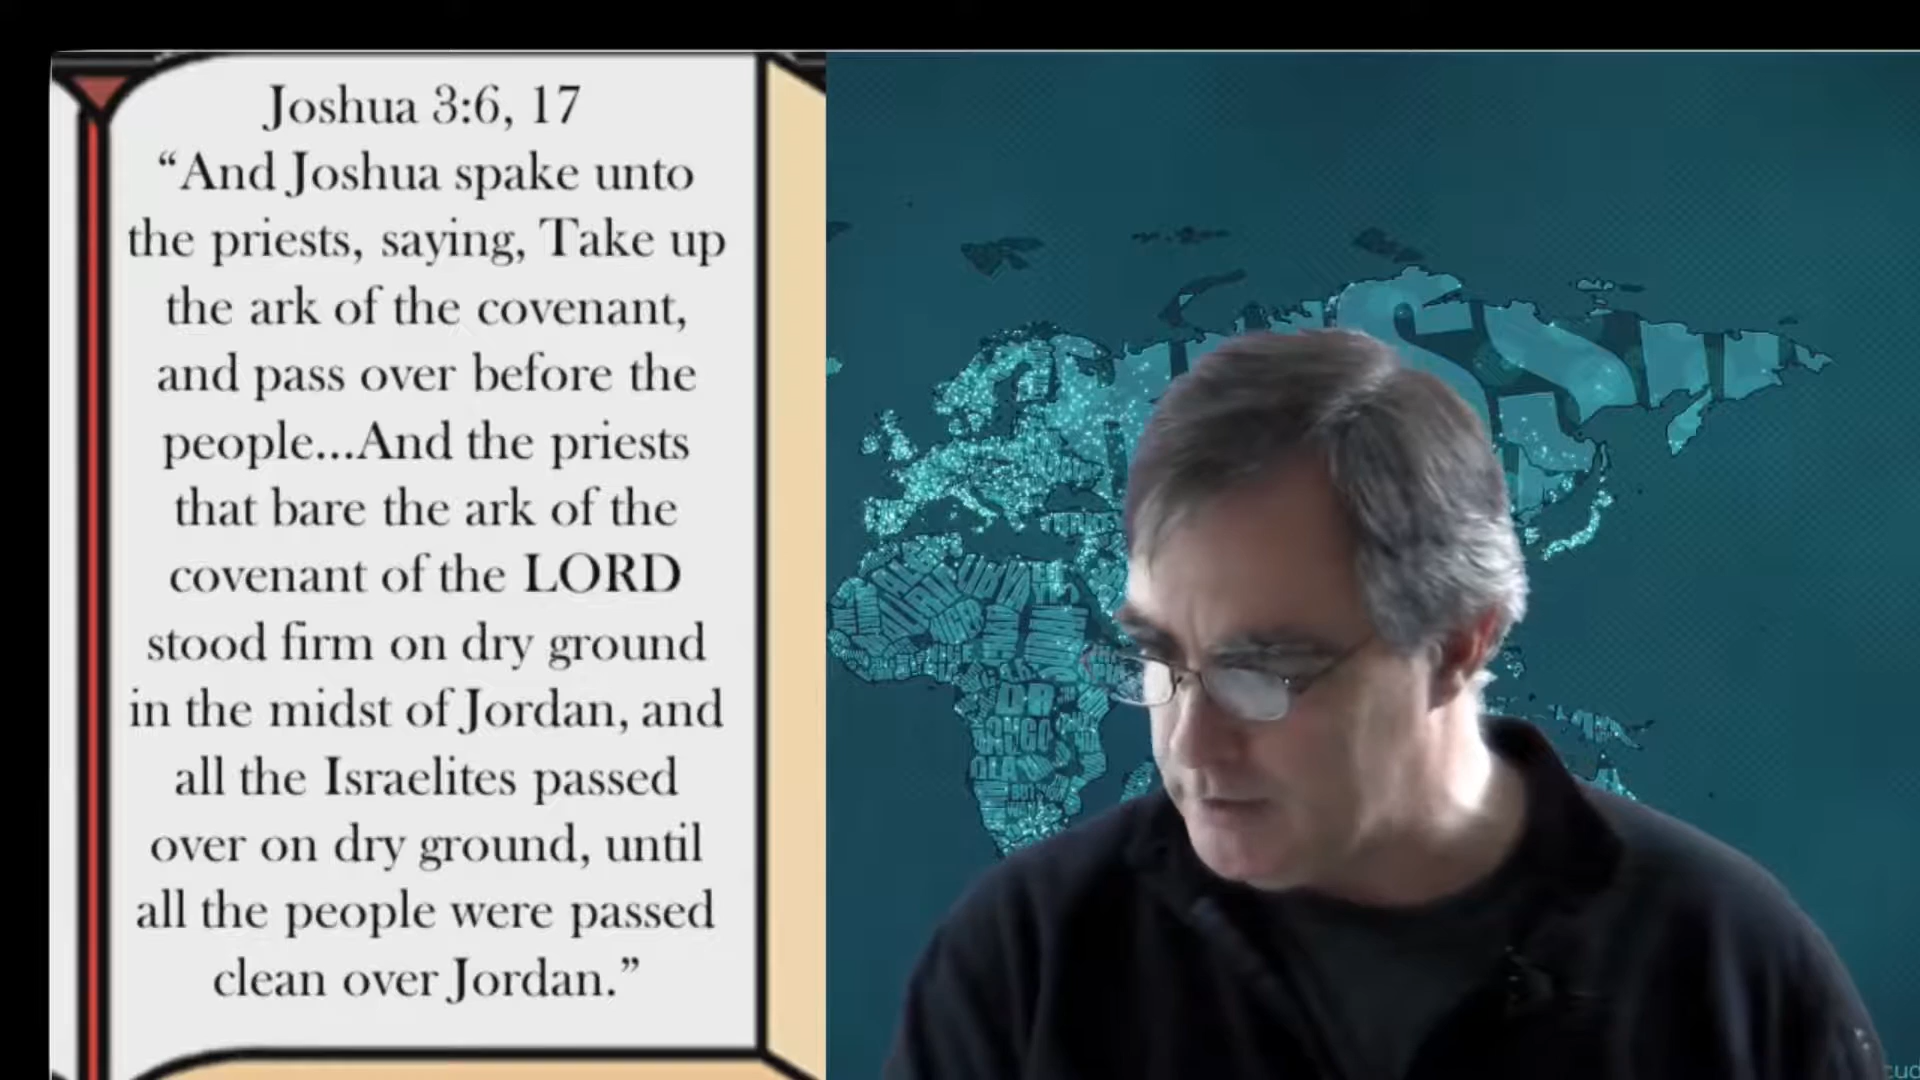 Joshua 3:6, 17
“And Joshua spake unto
the priests, saying, Take up
the ark of the covenant,
and pass over before the
people...And the priests
that bare the ark of the
covenant of the LORD
stood firm on dry ground
in the midst of Jordan, and
all the Israelites passed
over on dry ground, until
all the people were passed
clean over Jordan.”
TURKEY
NIGER
DR